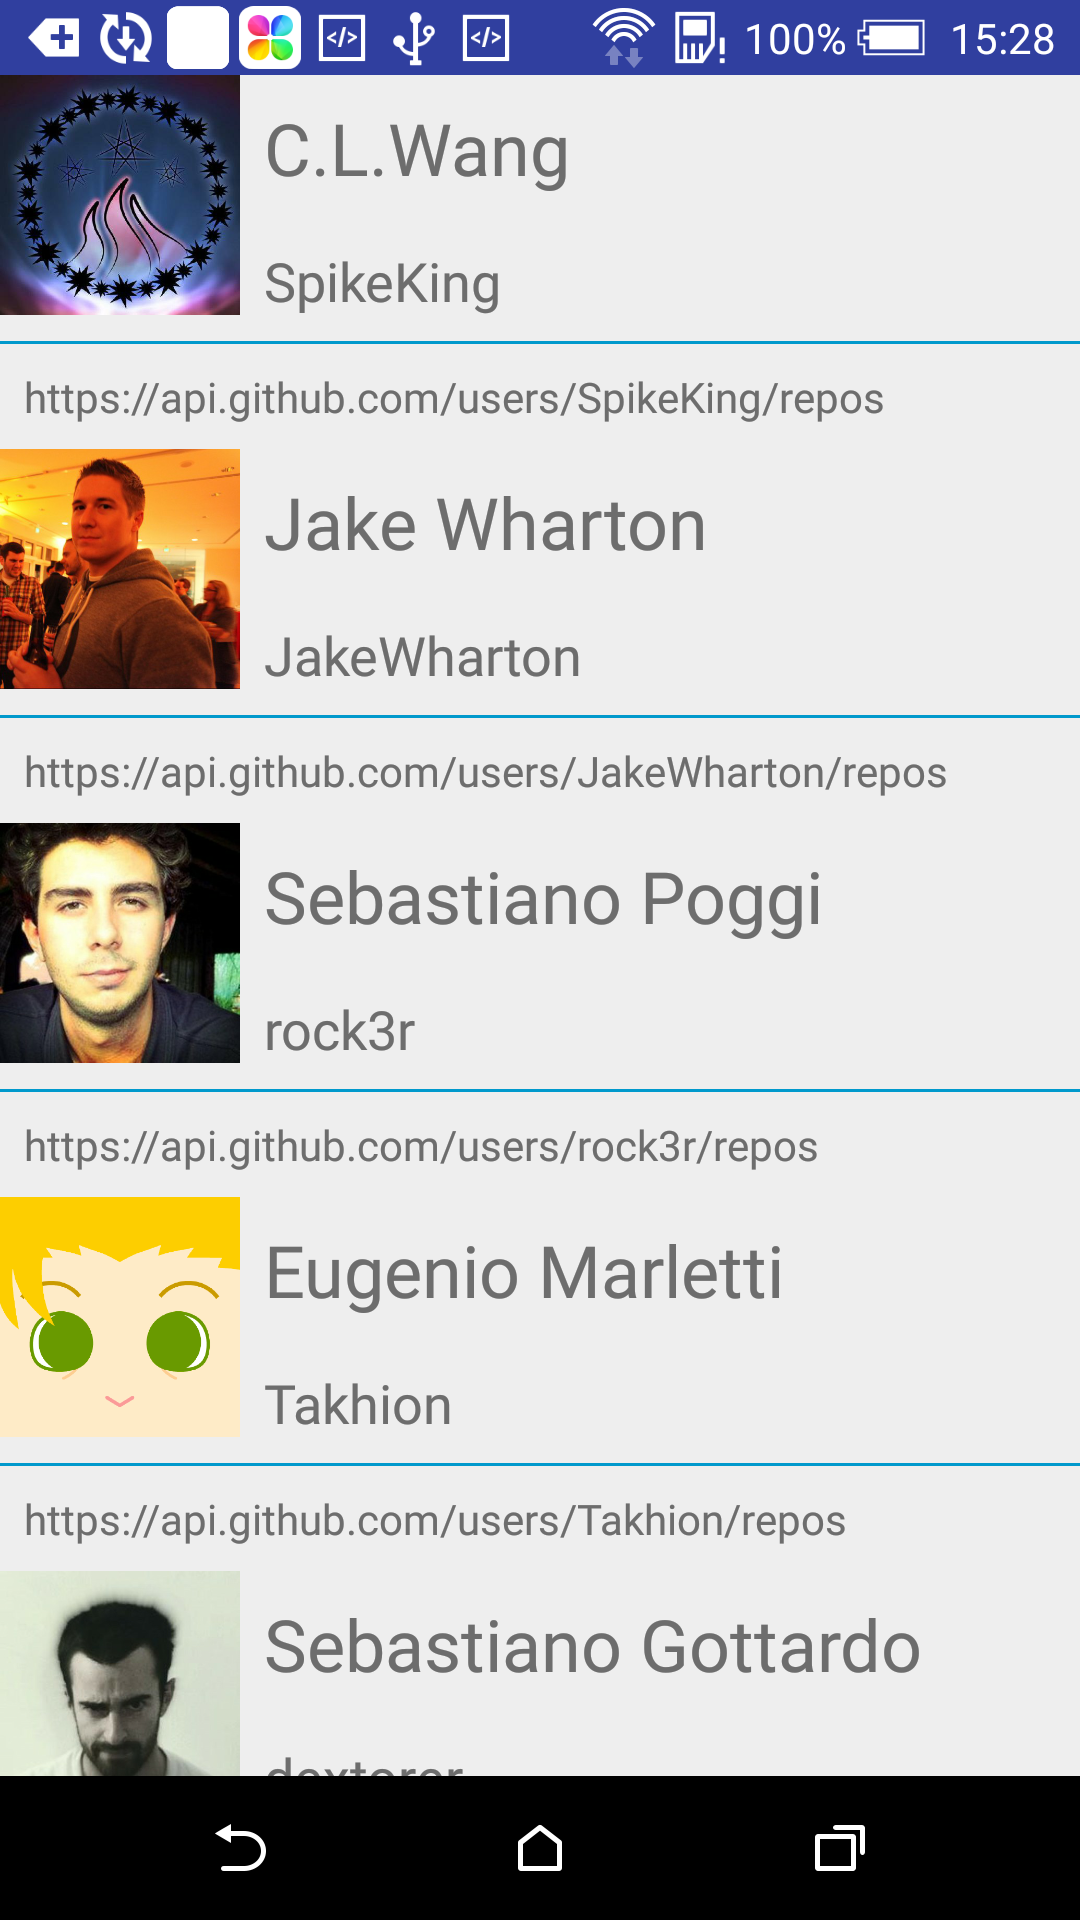 100% 15:28
C.L.Wang
SpikeKing
https://api.github.com/users/SpikeKing/repos
Jake Wharton
JakeWharton
https://api.github.com/users/JakeWharton/repos
Sebastiano Poggi
rock3r
https://api.github.com/users/rock3r/repos
Eugenio Marletti
Takhion
https://api.github.com/users/Takhion/repos
Sebastiano Gottardo